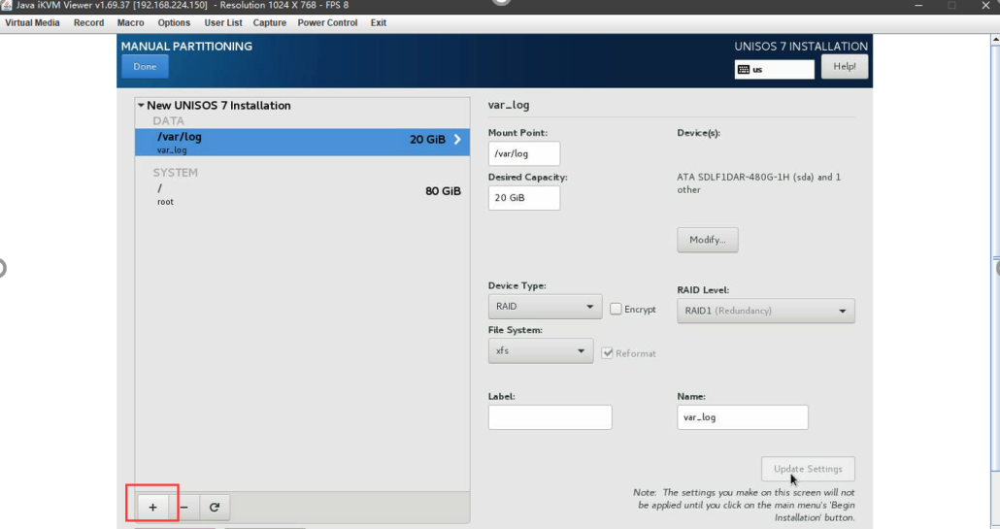 Java iKVM Viewer v1.69.37 [192.168.224.150] - Resolution 1024 X 768 - FPS 8
Virtual Media Record Macro Options User List Capture Power Control Exit
MANUAL PARTITIONING
UNISOS 7 INSTALLATION
Done
us
Help!
New UNISOS 7 Installation
DATA
/var/log
20 GiB
var_log
SYSTEM
/
80 GiB
root
var_log
Mount Point:
Device(s):
/var/log
Desired Capacity:
ATA SDLF1DAR-480G-1H (sda) and 1
other
20 GiB
Modify...
Device Type:
RAID Level:
RAID
Encrypt
RAID1 (Redundancy)
File System:
xfs
Reformat
Label:
Name:
var_log
Update Settings
Note: The settings you make on this screen will not
be applied until you click on the main menu's 'Begin
Installation' button.
+ −